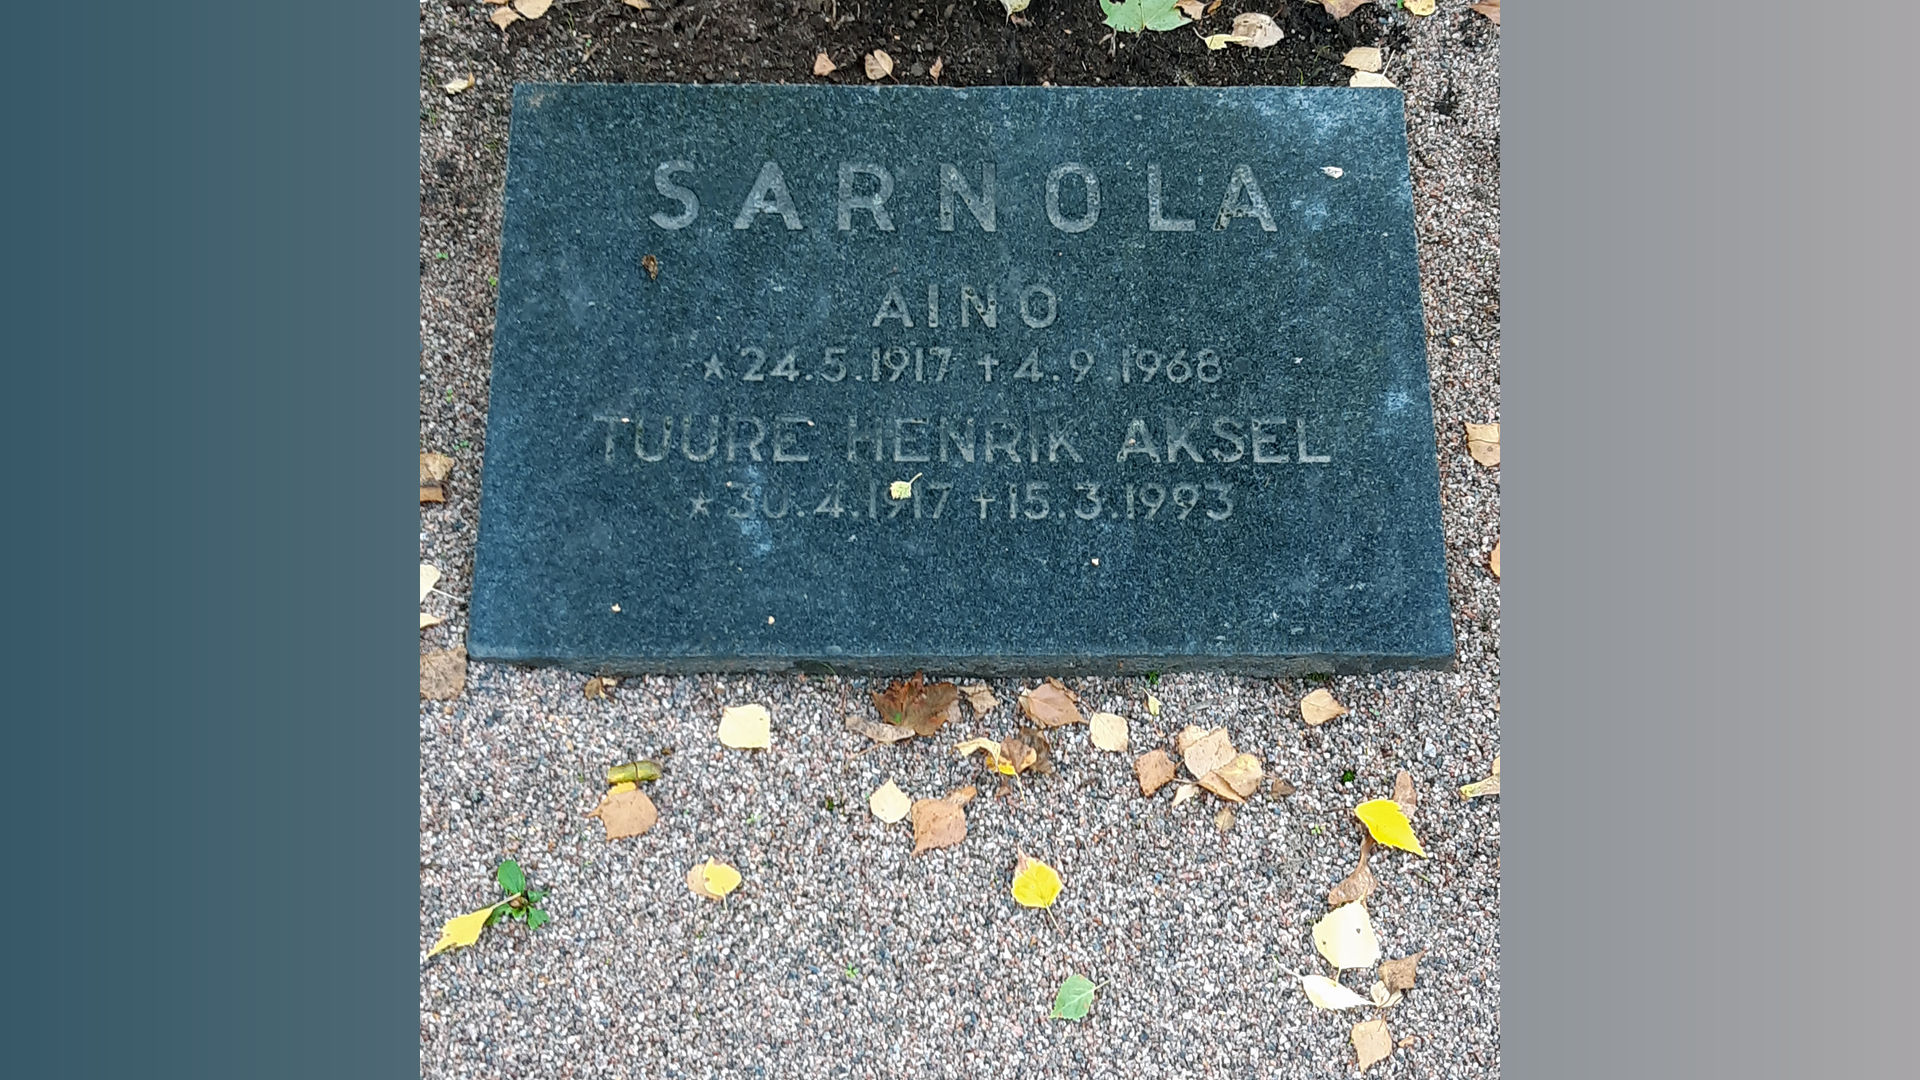 SARNOLA
AINO
★24.5.1917 †4.9.1968
TUURE HENRIK AKSEL
★30.4.1917 †15.3.1993